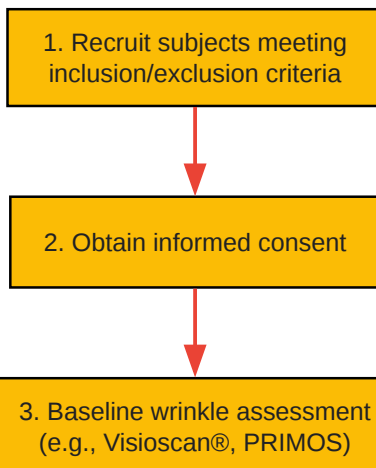 1. Recruit subjects meeting
inclusion/exclusion criteria
2. Obtain informed consent
3. Baseline wrinkle assessment
(e.g., Visioscan®, PRIMOS)